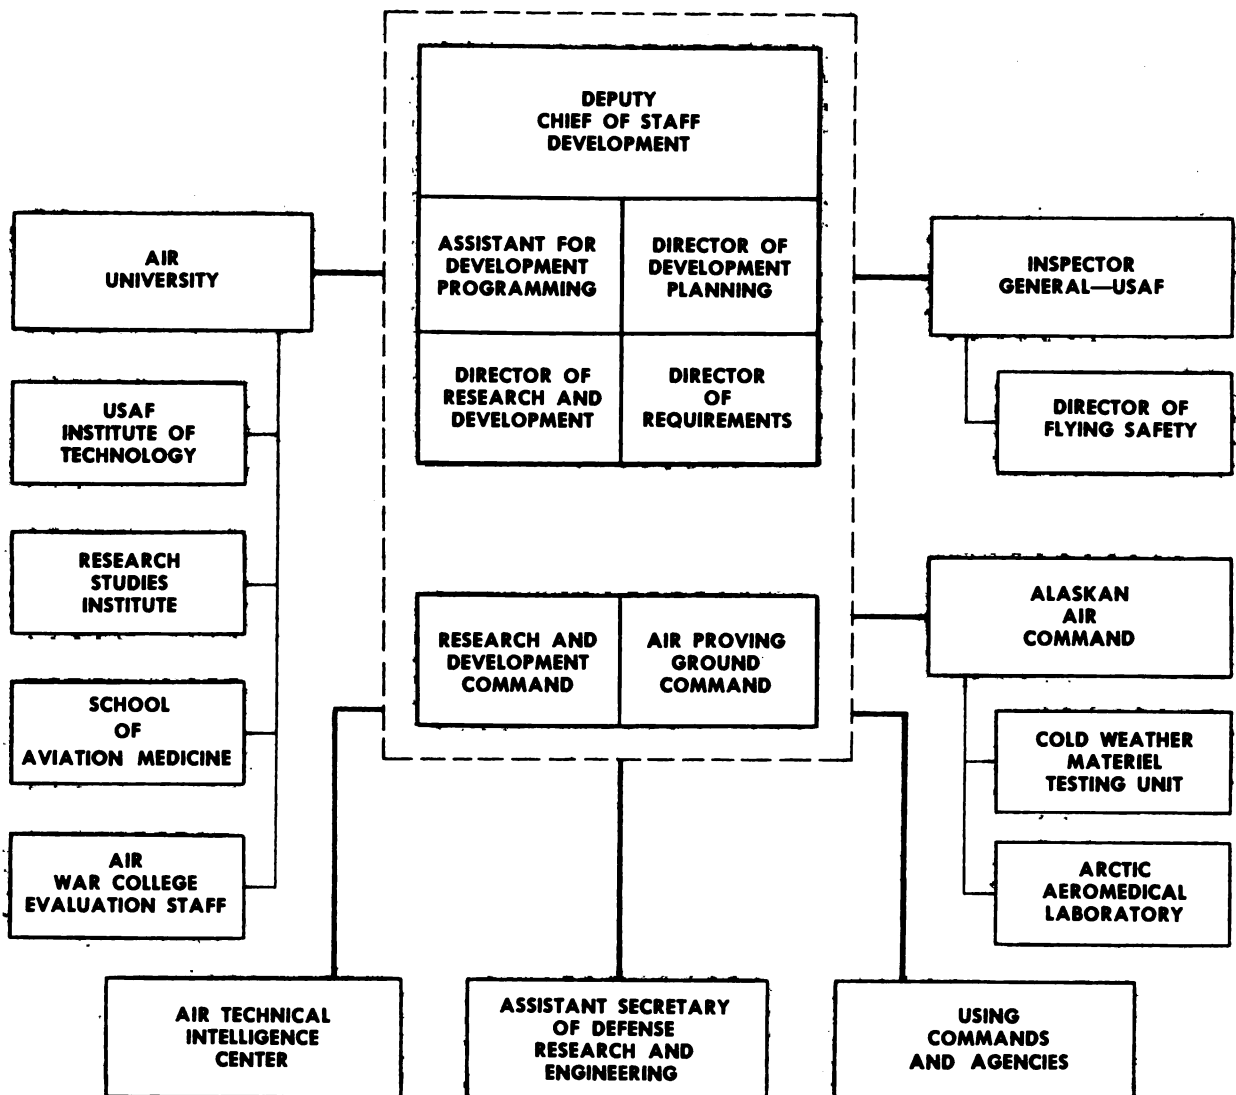 DEPUTY
CHIEF OF STAFF
DEVELOPMENT
ASSISTANT FOR
DEVELOPMENT
PROGRAMMING
DIRECTOR OF
DEVELOPMENT
PLANNING
DIRECTOR OF
RESEARCH AND
DEVELOPMENT
DIRECTOR
OF
REQUIREMENTS
RESEARCH AND
DEVELOPMENT
COMMAND
AIR PROVING
GROUND
COMMAND
AIR
UNIVERSITY
USAF
INSTITUTE OF
TECHNOLOGY
RESEARCH
STUDIES
INSTITUTE
SCHOOL
OF
AVIATION MEDICINE
AIR
WAR COLLEGE
EVALUATION STAFF
INSPECTOR
GENERAL—USAF
DIRECTOR OF
FLYING SAFETY
ALASKAN
AIR
COMMAND
COLD WEATHER
MATERIEL
TESTING UNIT
ARCTIC
AEROMEDICAL
LABORATORY
AIR TECHNICAL
INTELLIGENCE
CENTER
ASSISTANT SECRETARY
OF DEFENSE
RESEARCH AND
ENGINEERING
USING
COMMANDS
AND AGENCIES